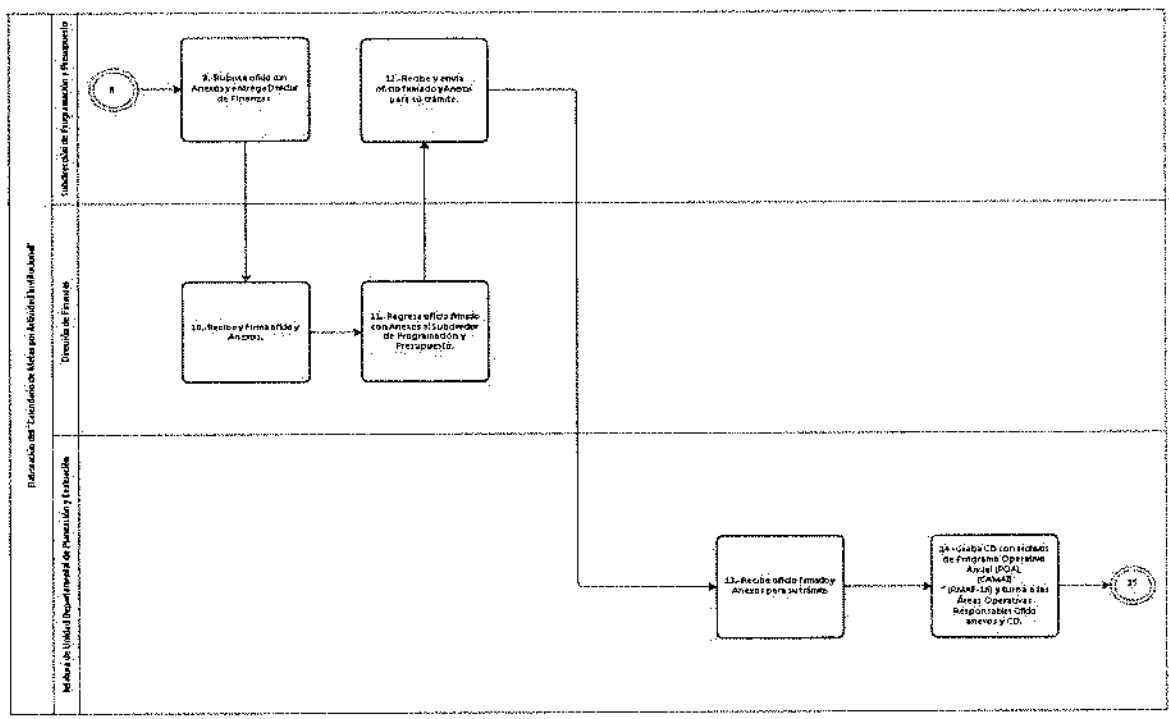 Elaboración del "Calendario de Metas por Actividad Institucional"
Subdirección de Programación y Presupuesto
8
9.- oficio con
Anexos y entrega Director
de Finanzas
12.- Recibe y envía
oficio firmado y Anexos
para su trámite.
Dirección de Finanzas
10.- Recibe y Firma oficio y
Anexos.
11.- Regresa oficio firmado
con Anexos al Subdirector
de Programación y
Presupuesto.
Jefatura de Unidad Departamental de Planeación y Evaluación
13.- Recibe oficio firmado y
Anexos para su trámite
14.- Graba CD con archivos
de Programa Operativo
Anual (POA),
(CAMAI)
y turna a las
Áreas Operativas
Responsables Oficio
anexos y CD.
15